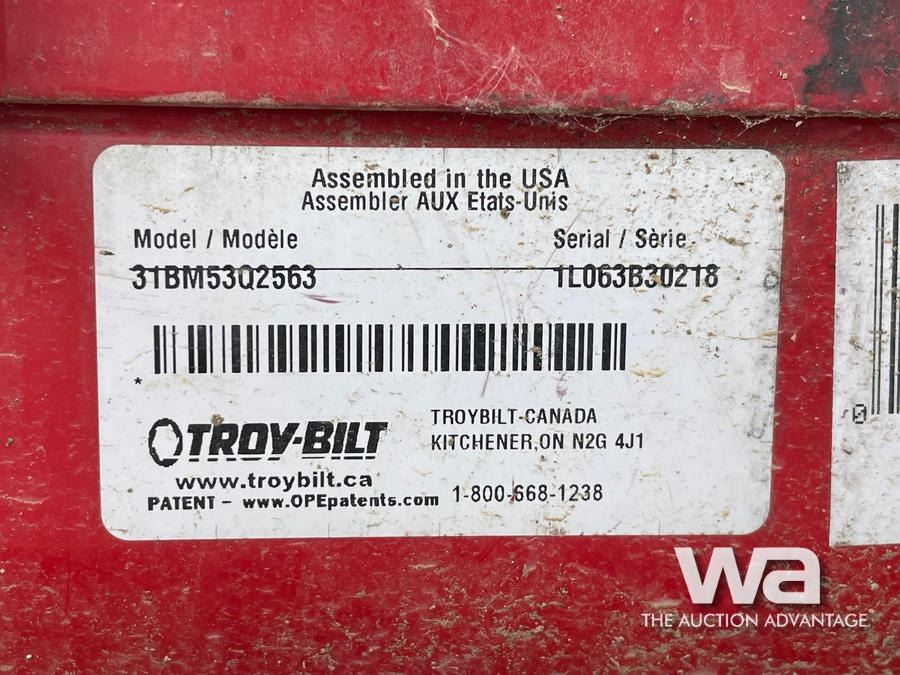 Assembled in the USA
Assembler AUX Etats-Unis
Model / Modèle
Serial / Sèrie
31BM53Q2563
1L063B30218
*
TROY-BILT
TROYBILT-CANADA
KITCHENER,ON N2G 4J1
www.troybilt.ca
PATENT - www.OPEpatents.com
1-800-668-1238
0
wa
THE AUCTION ADVANTAGE